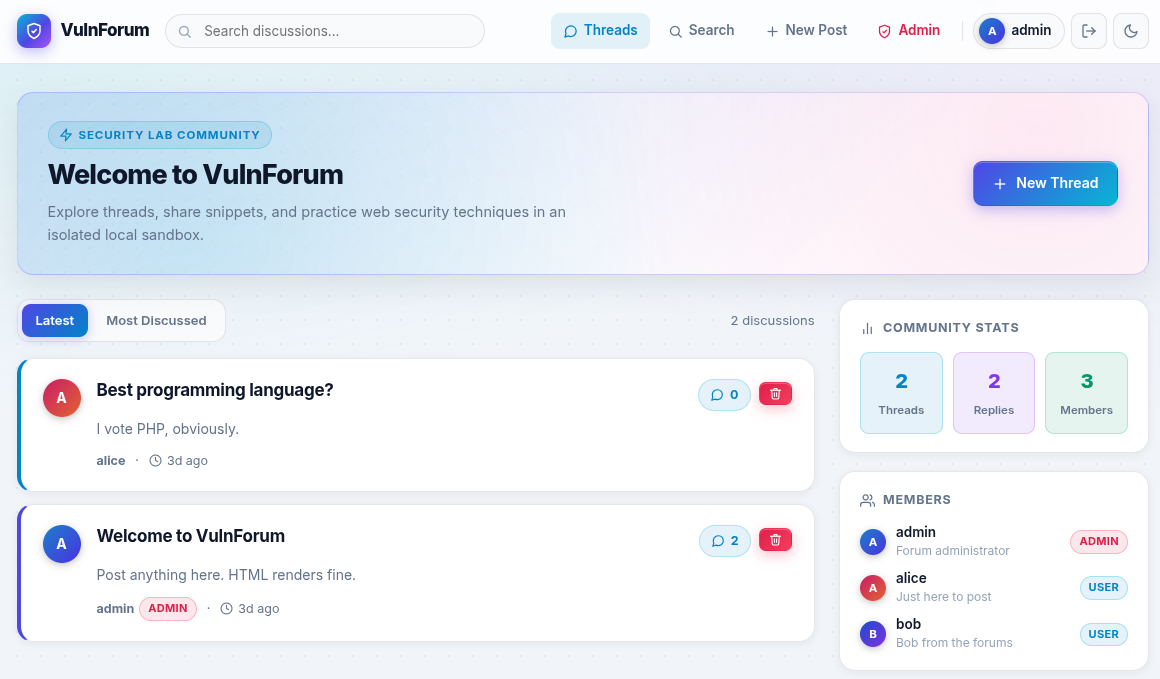 VulnForum
Search discussions...
Threads
Search
New Post
Admin
A
admin
SECURITY LAB COMMUNITY
Welcome to VulnForum
Explore threads, share snippets, and practice web security techniques in an
isolated local sandbox.
New Thread
Latest
Most Discussed
2 discussions
A
Best programming language?
0
I vote PHP, obviously.
alice · 3d ago
A
Welcome to VulnForum
2
Post anything here. HTML renders fine.
admin ADMIN · 3d ago
COMMUNITY STATS
2
Threads
2
Replies
3
Members
MEMBERS
A
admin
Forum administrator
ADMIN
A
alice
Just here to post
USER
B
bob
Bob from the forums
USER